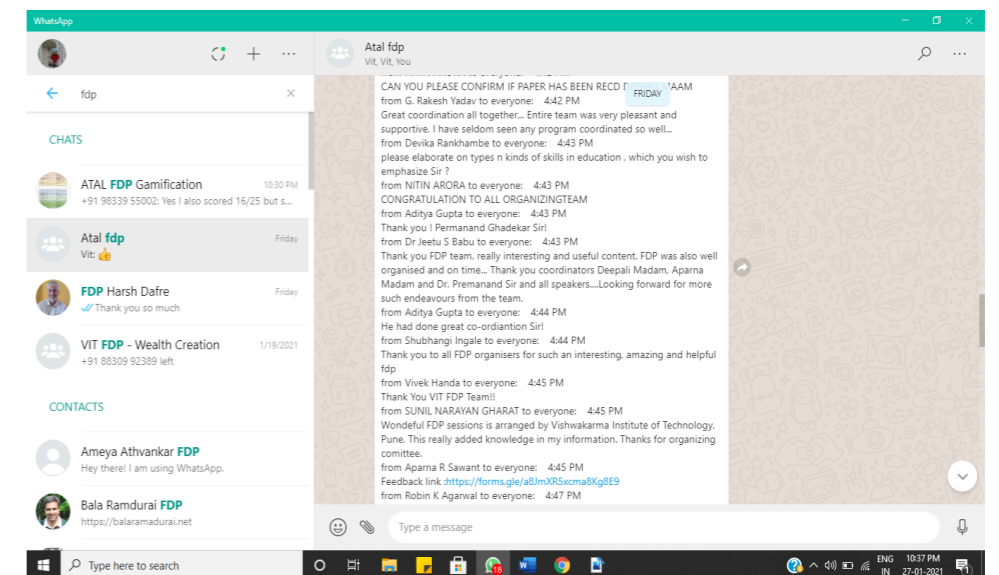 WhatsApp
Atal fdp
Vit, Vit, You
fdp
CHATS
ATAL FDP Gamification 10:30 PM
+91 98339 55002: Yes I also scored 16/25 but s...
Atal fdp Friday
Vit: 👍
FDP Harsh Dafre Friday
Thank you so much
VIT FDP - Wealth Creation 1/19/2021
+91 88309 92389 left
CONTACTS
Ameya Athvankar FDP
Hey there! I am using WhatsApp.
Bala Ramdurai FDP
https://balaramadurai.net
FRIDAY
CAN YOU PLEASE CONFIRM IF PAPER HAS BEEN RECD
from G. Rakesh Yadav to everyone: 4:42 PM
Great coordination all together... Entire team was very pleasant and
supportive. I have seldom seen any program coordinated so well...
from Devika Rankhambe to everyone: 4:43 PM
please elaborate on types n kinds of skills in education , which you wish to
emphasize Sir ?
from NITIN ARORA to everyone: 4:43 PM
CONGRATULATION TO ALL ORGANIZINGTEAM
from Aditya Gupta to everyone: 4:43 PM
Thank you ! Permanand Ghadekar Sir!
from Dr Jeetu S Babu to everyone: 4:43 PM
Thank you FDP team. really interesting and useful content. FDP was also well
organised and on time... Thank you coordinators Deepali Madam, Aparna
Madam and Dr. Premanand Sir and all speakers....Looking forward for more
such endeavours from the team.
from Aditya Gupta to everyone: 4:44 PM
He had done great co-ordiantion Sir!
from Shubhangi Ingale to everyone: 4:44 PM
Thank you to all FDP organisers for such an interesting, amazing and helpful
fdp
from Vivek Handa to everyone: 4:45 PM
Thank You VIT FDP Team!!
from SUNIL NARAYAN GHARAT to everyone: 4:45 PM
Wondeful FDP sessions is arranged by Vishwakarma Institute of Technology,
Pune. This really added knowledge in my information. Thanks for organizing
comittee.
from Aparna R Sawant to everyone: 4:45 PM
Feedback link :https://forms.gle/a8JmXR5xcma8Kg8E9
from Robin K Agarwal to everyone: 4:47 PM
Type a message
Type here to search
18
ENG 10:37 PM
IN 27-01-2021